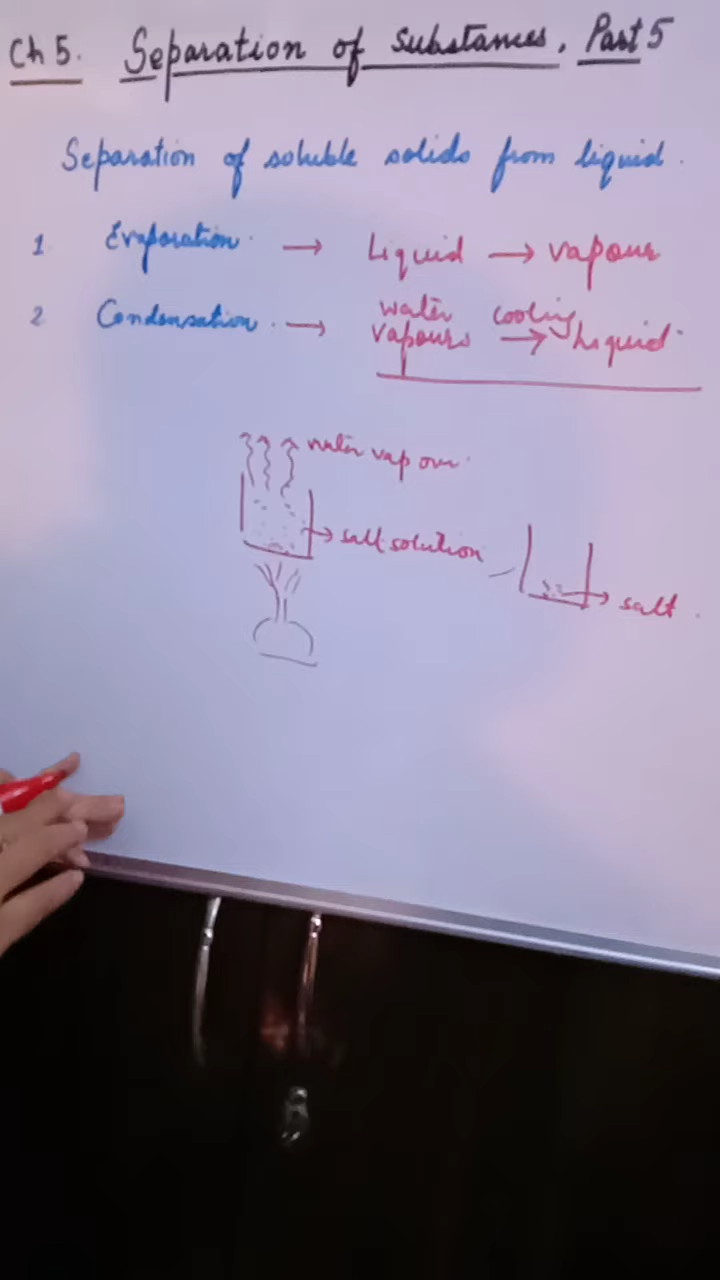 Ch 5. Separation of Substances. Part 5
Separation of soluble solids from liquid.
1 Evaporation. → Liquid → vapour
2 Condensation. → water vapours cooling → Liquid.
water vapour.
→ salt solution
→ salt.